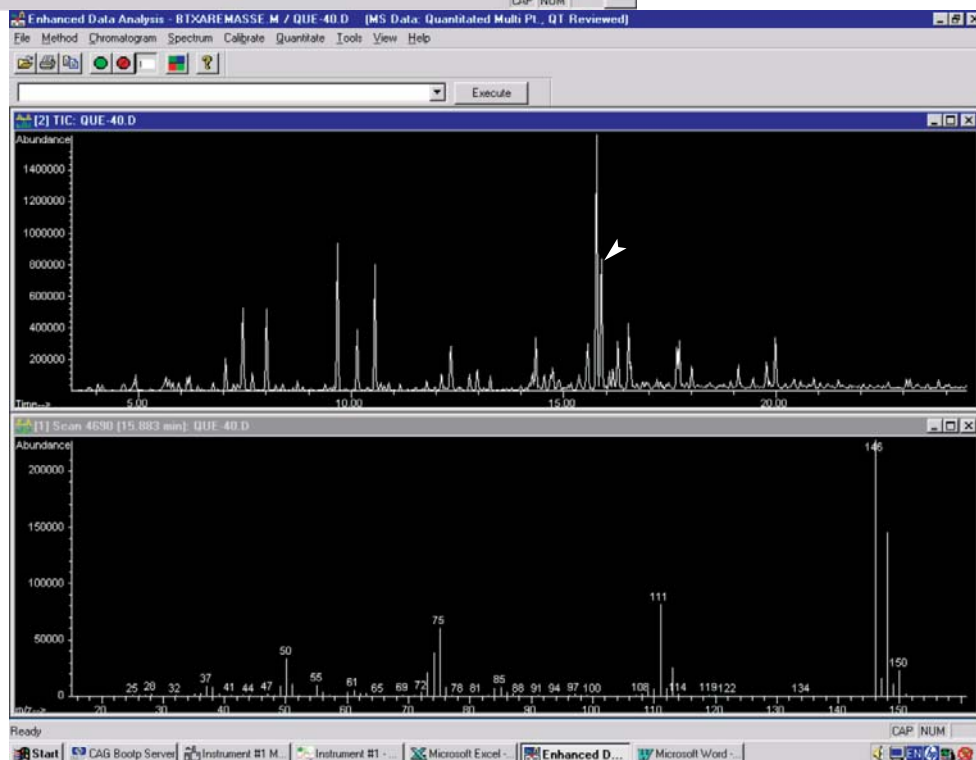 CAP NUM
Enhanced Data Analysis - BTXAREMASSE.M / QUE-40.D [MS Data: Quantitated Multi Pt., QT Reviewed]
File Method Chromatogram Spectrum Calibrate Quantitate Tools View Help
Execute
[2] TIC: QUE-40.D
Abundance
1400000
1200000
1000000
800000
600000
400000
200000
Time--> 5.00 10.00 15.00 20.00
[1] Scan 4690 (15.883 min): QUE-40.D
Abundance
146
200000
150000
100000
111
75
50000
50
37 55 61 85 150
25 28 32 41 44 47 65 69 72 78 81 88 91 94 97 100 108 114 119 122 134
0
m/z--> 20 30 40 50 60 70 80 90 100 110 120 130 140 150
Ready CAP NUM
Start CAG Bootp Server Instrument #1 M... Instrument #1 - ... Microsoft Excel -... Enhanced D... Microsoft Word -... EN